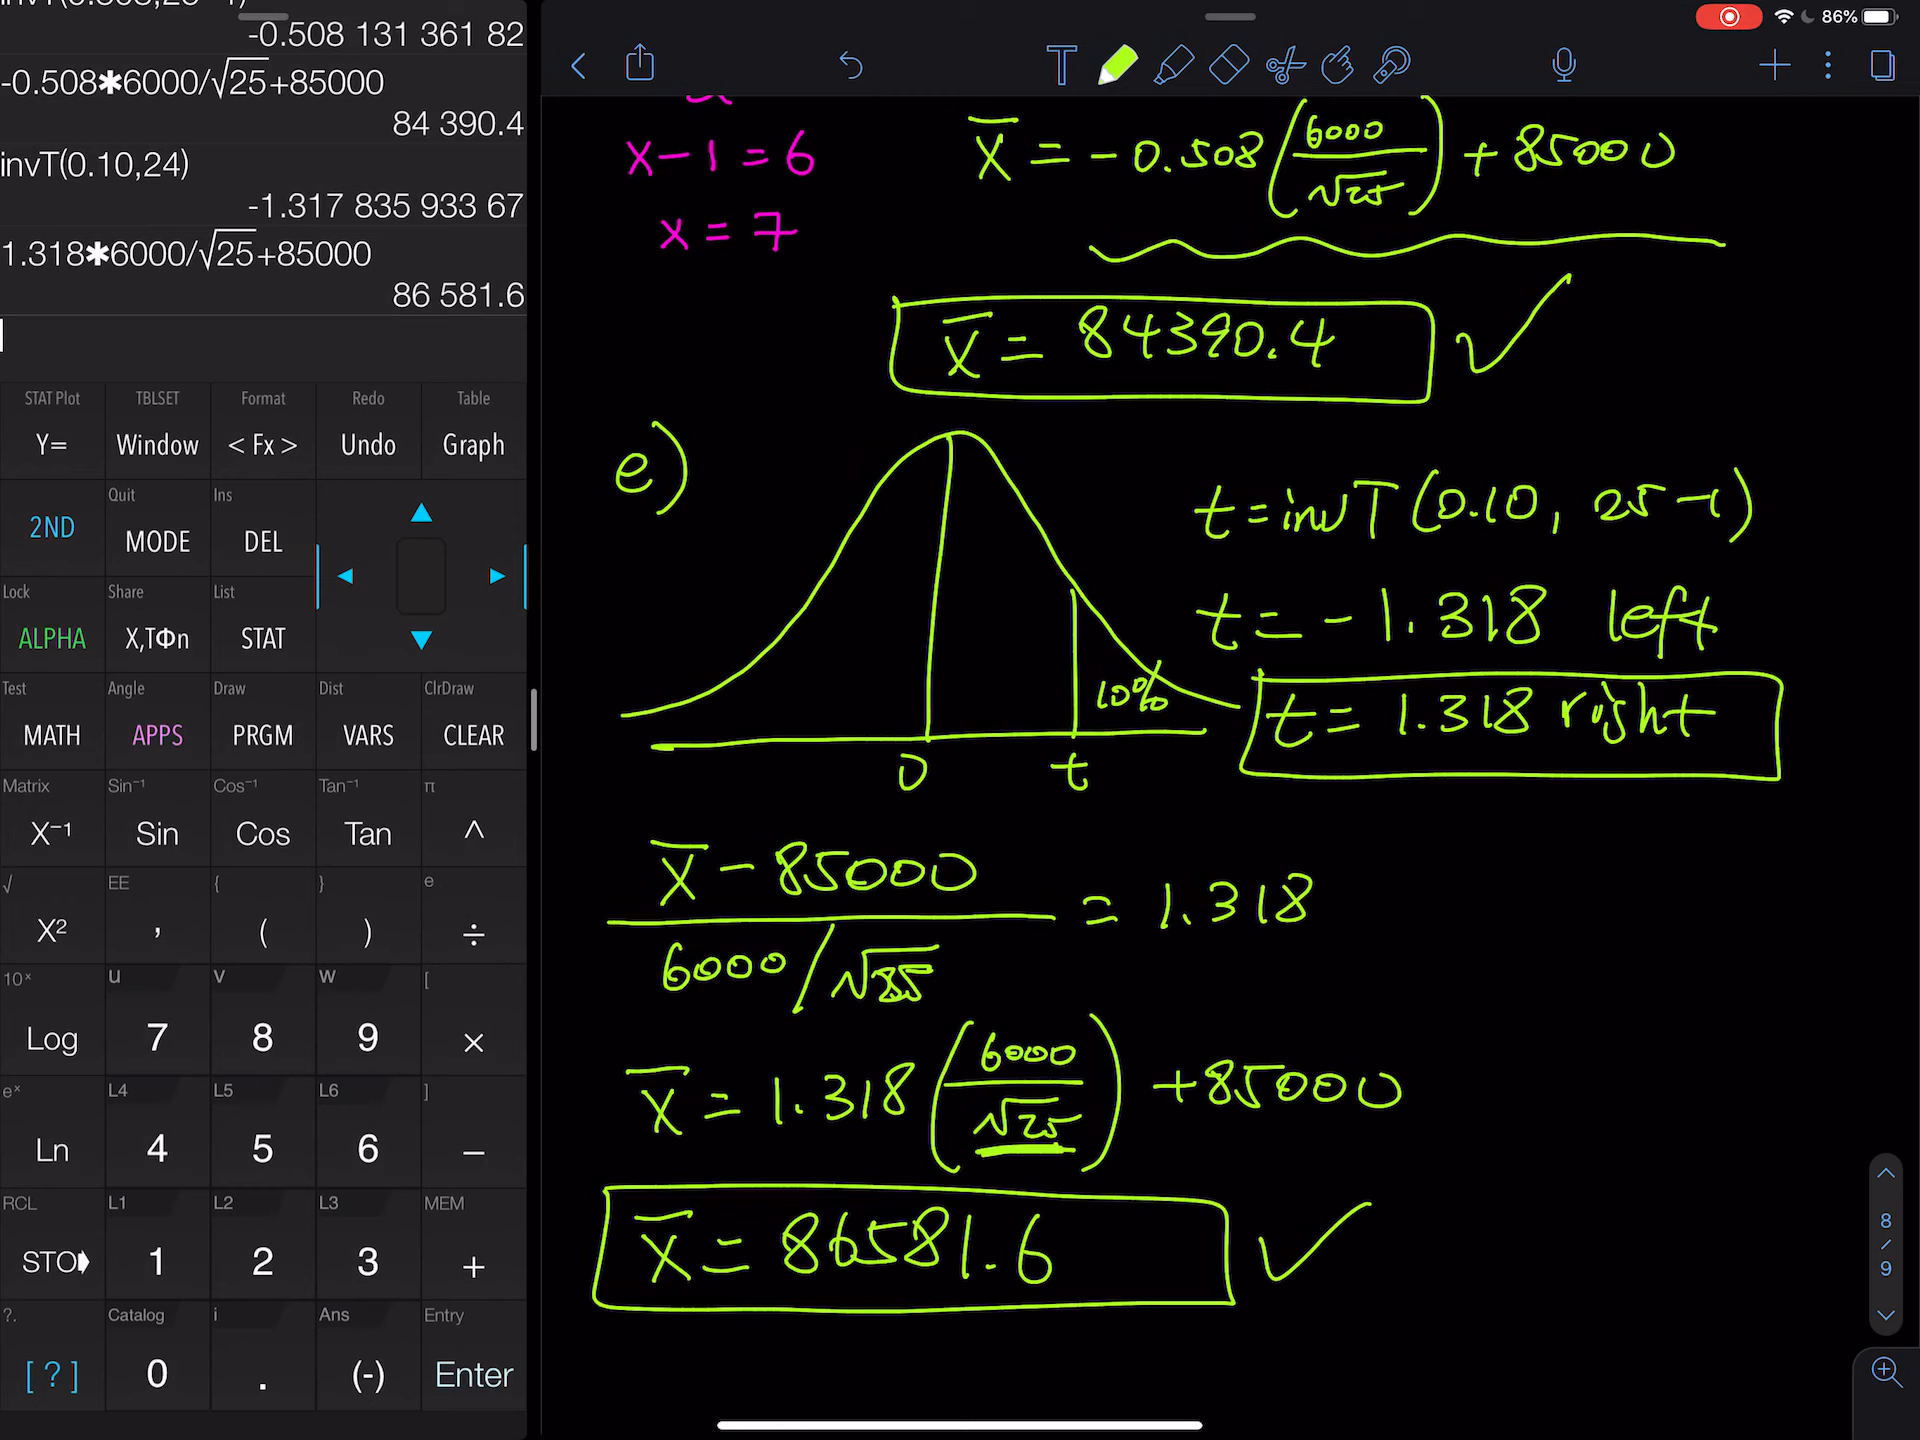 -0.508 131 361 82
-0.508✱6000/√25+85000
84 390.4
invT(0.10,24)
-1.317 835 933 67
1.318✱6000/√25+85000
86 581.6
STAT Plot TBLSET Format Redo Table
Y= Window < Fx > Undo Graph
Quit Ins
2ND MODE DEL
Lock Share List
ALPHA X,TΦn STAT
Test Angle Draw Dist ClrDraw
MATH APPS PRGM VARS CLEAR
Matrix Sin⁻¹ Cos⁻¹ Tan⁻¹ π
X⁻¹ Sin Cos Tan ^
√ EE { } e
X² , ( ) ÷
10ˣ u v w [
Log 7 8 9 ×
eˣ L4 L5 L6 ]
Ln 4 5 6 −
RCL L1 L2 L3 MEM
STO 1 2 3 +
?. Catalog i Ans Entry
[ ? ] 0 . (-) Enter
86%
T
x-1=6
x=7
x̅ = -0.508 (6000/√25) + 85000
x̅ = 84390.4
e)
10%
0 t
t=invT(0.10, 25-1)
t=-1.318 left
t=1.318 right
x̅ - 85000
6000/√25 = 1.318
x̅ = 1.318 (6000/√25) +85000
x̅ = 86581.6
8
/
9